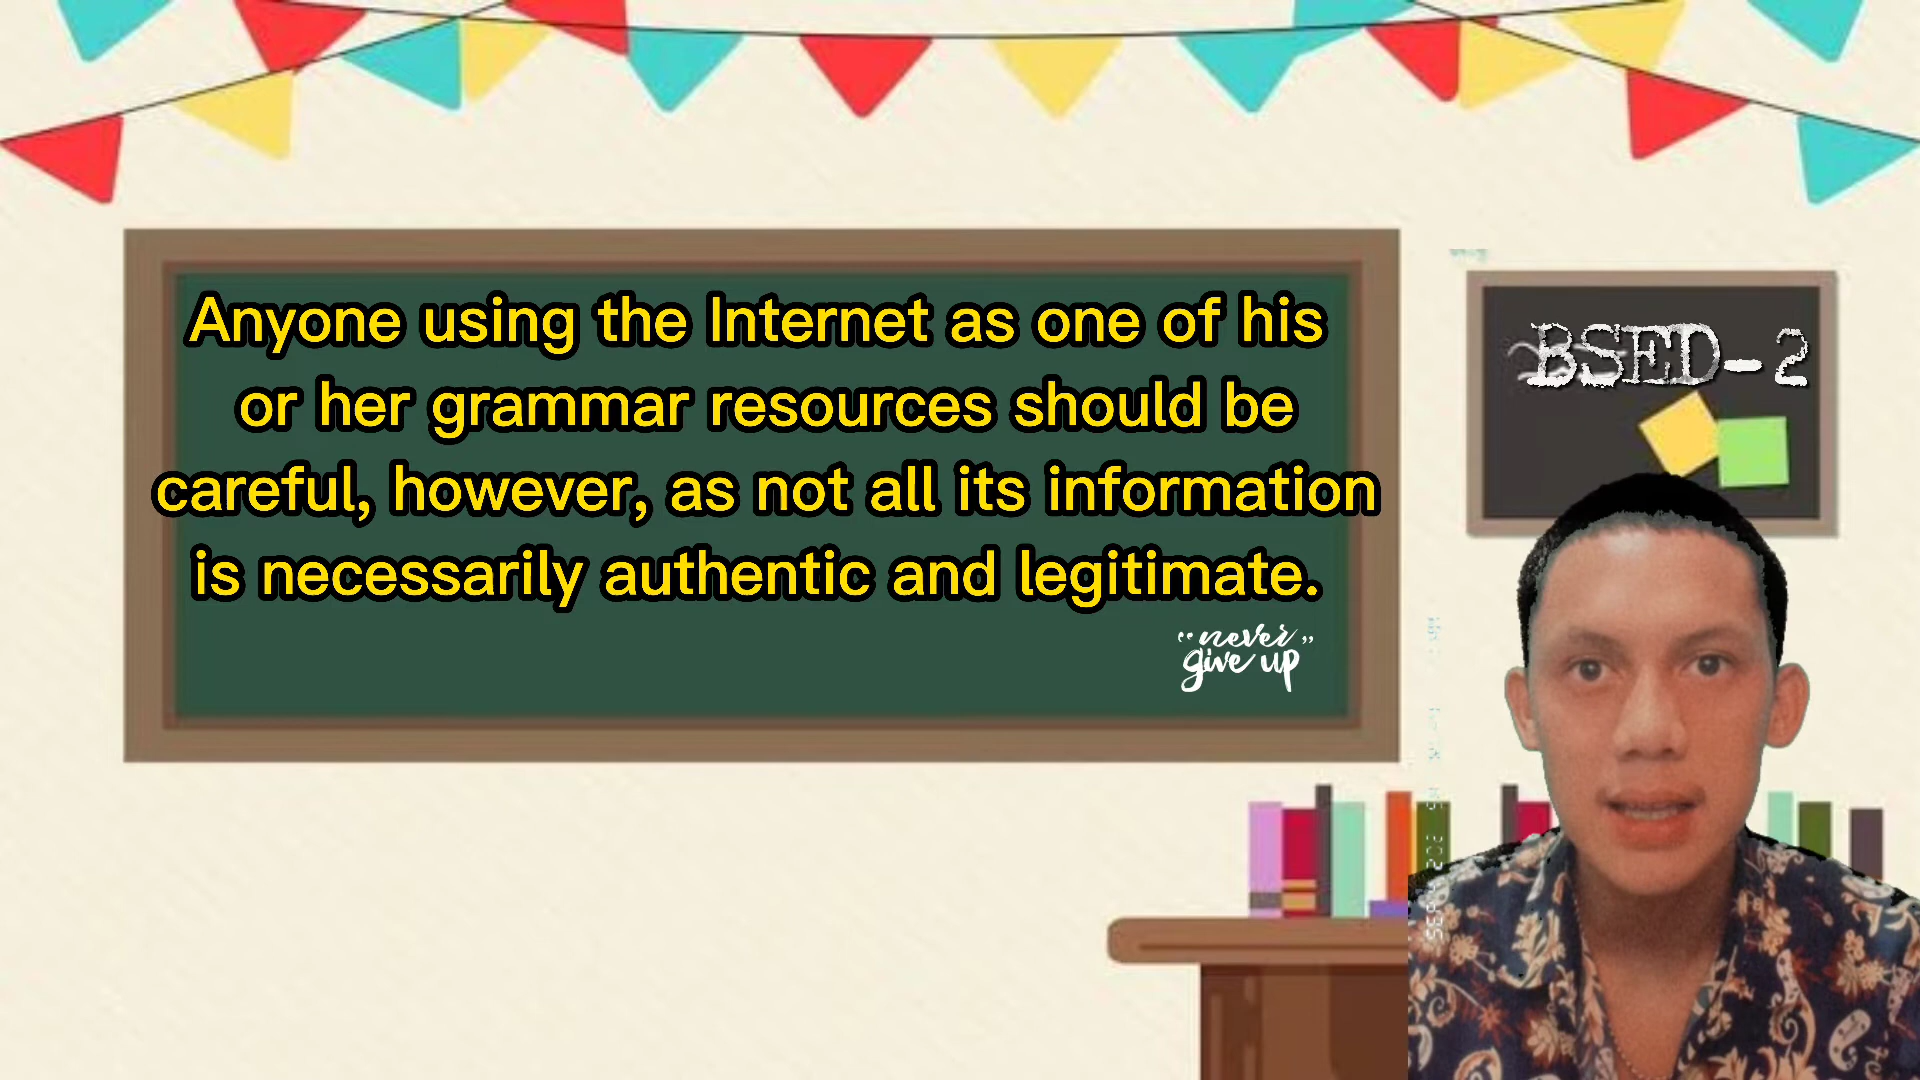 Anyone using the Internet as one of his
or her grammar resources should be
careful, however, as not all its information
is necessarily authentic and legitimate.
“never”
give up
BSED-2